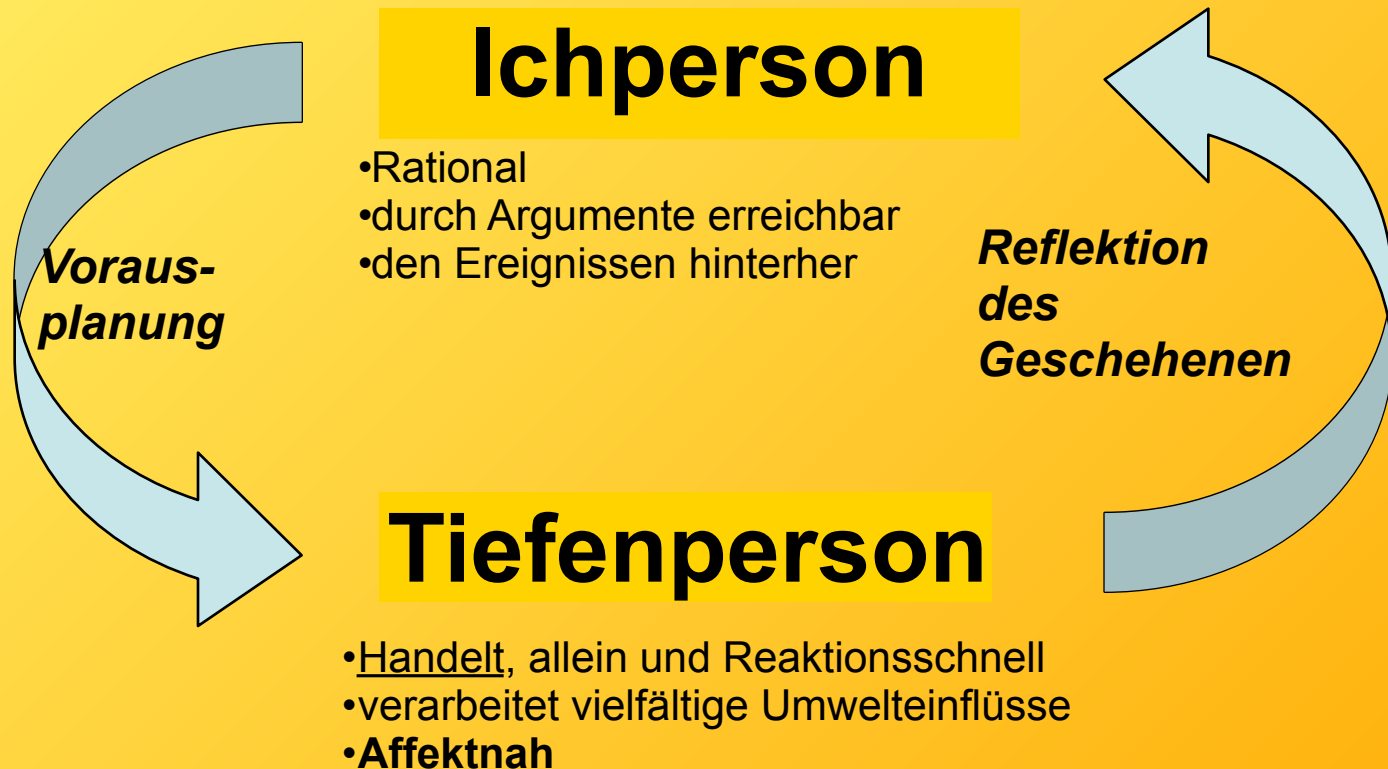 Ichperson
•Rational
•durch Argumente erreichbar
•den Ereignissen hinterher
Voraus-
planung
Reflektion
des
Geschehenen
Tiefenperson
•Handelt, allein und Reaktionsschnell
•verarbeitet vielfältige Umwelteinflüsse
•Affektnah